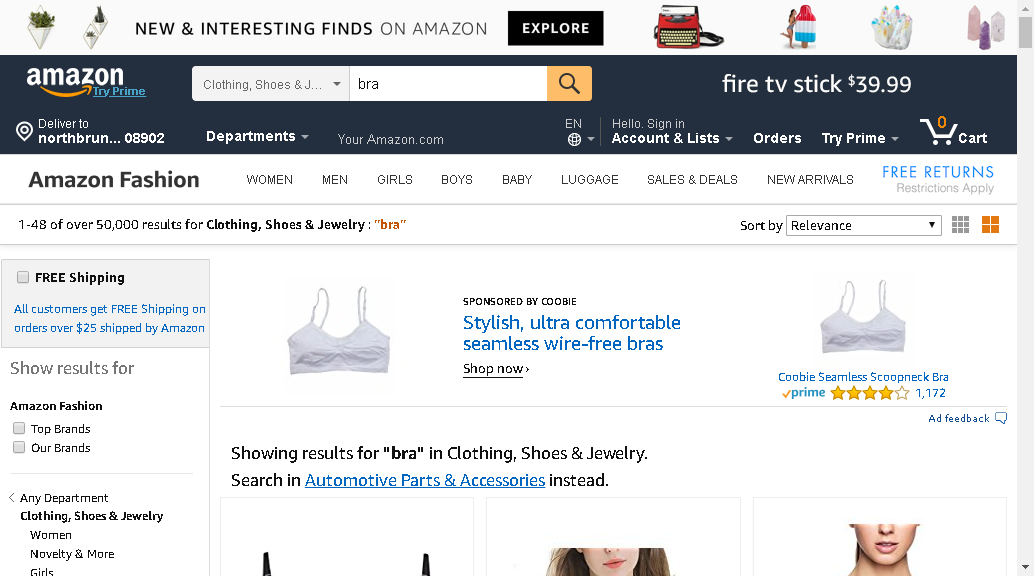 NEW & INTERESTING FINDS ON AMAZON
EXPLORE
amazon
Try Prime
Clothing, Shoes & J...
bra
fire tv stick $39.99
Deliver to
northbrun... 08902
Departments
Your Amazon.com
EN
Hello. Sign in
Account & Lists
Orders
Try Prime
0
Cart
Amazon Fashion
WOMEN
MEN
GIRLS
BOYS
BABY
LUGGAGE
SALES & DEALS
NEW ARRIVALS
FREE RETURNS
Restrictions Apply
1-48 of over 50,000 results for Clothing, Shoes & Jewelry : "bra"
Sort by
Relevance
FREE Shipping
All customers get FREE Shipping on
orders over $25 shipped by Amazon
Show results for
Amazon Fashion
Top Brands
Our Brands
Any Department
Clothing, Shoes & Jewelry
Women
Novelty & More
Girls
SPONSORED BY COOBIE
Stylish, ultra comfortable
seamless wire-free bras
Shop now ›
Coobie Seamless Scoopneck Bra
prime
1,172
Ad feedback
Showing results for "bra" in Clothing, Shoes & Jewelry.
Search in Automotive Parts & Accessories instead.